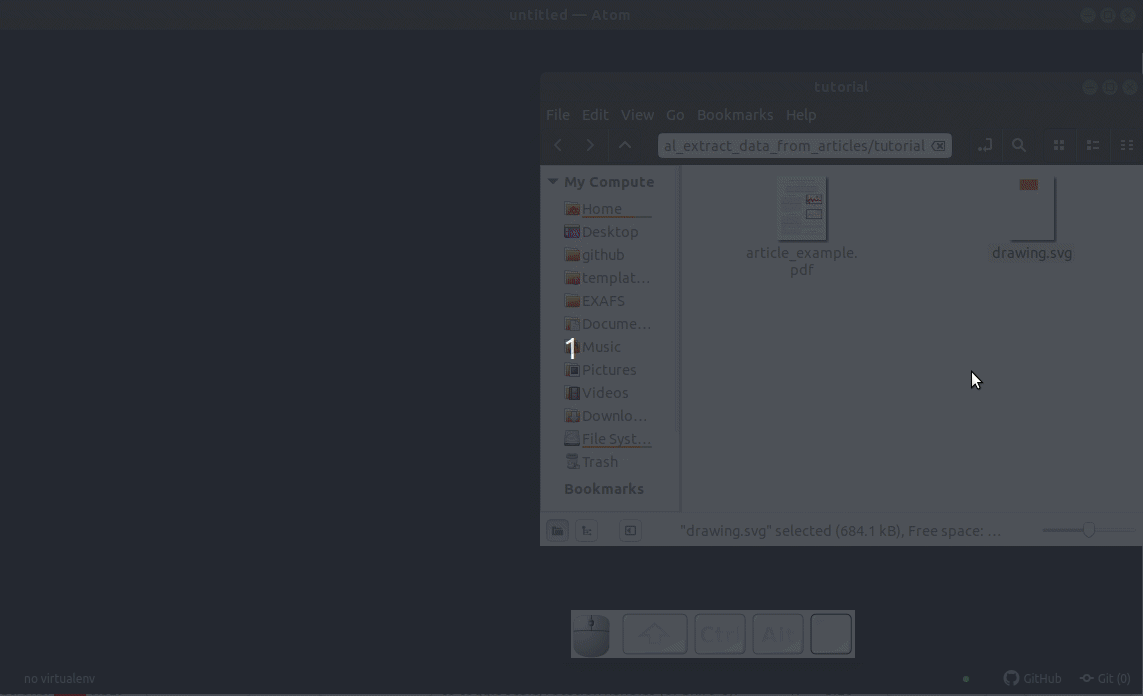 untitled — Atom
tutorial
File Edit View Go Bookmarks Help
al_extract_data_from_articles/tutorial
My Compute
Home
Desktop
github
templat...
EXAFS
Docume...
Music
Pictures
Videos
Downlo...
File Syst...
Trash
Bookmarks
article_example.
pdf
drawing.svg
1
"drawing.svg" selected (684.1 kB), Free space: ...
Ctrl Alt
no virtualenv
GitHub Git (0)